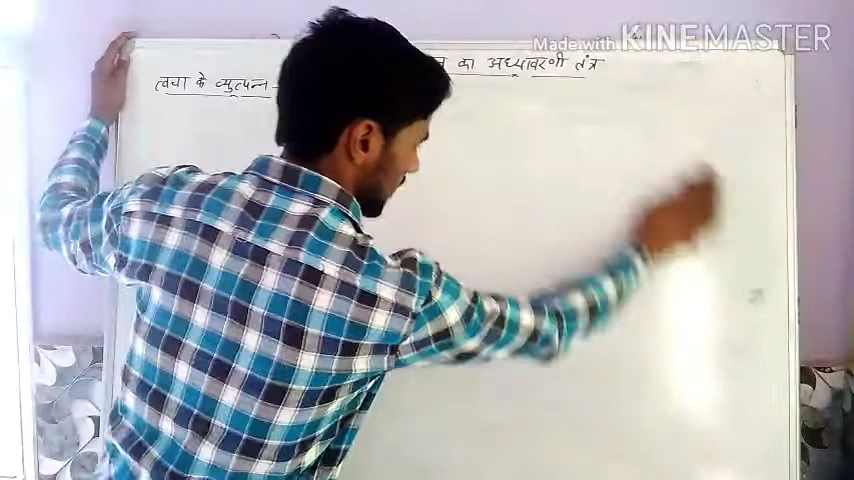 Made with KINEMASTER
का अध्यावरणी तंत्र
त्वचा के व्युत्पन्न -